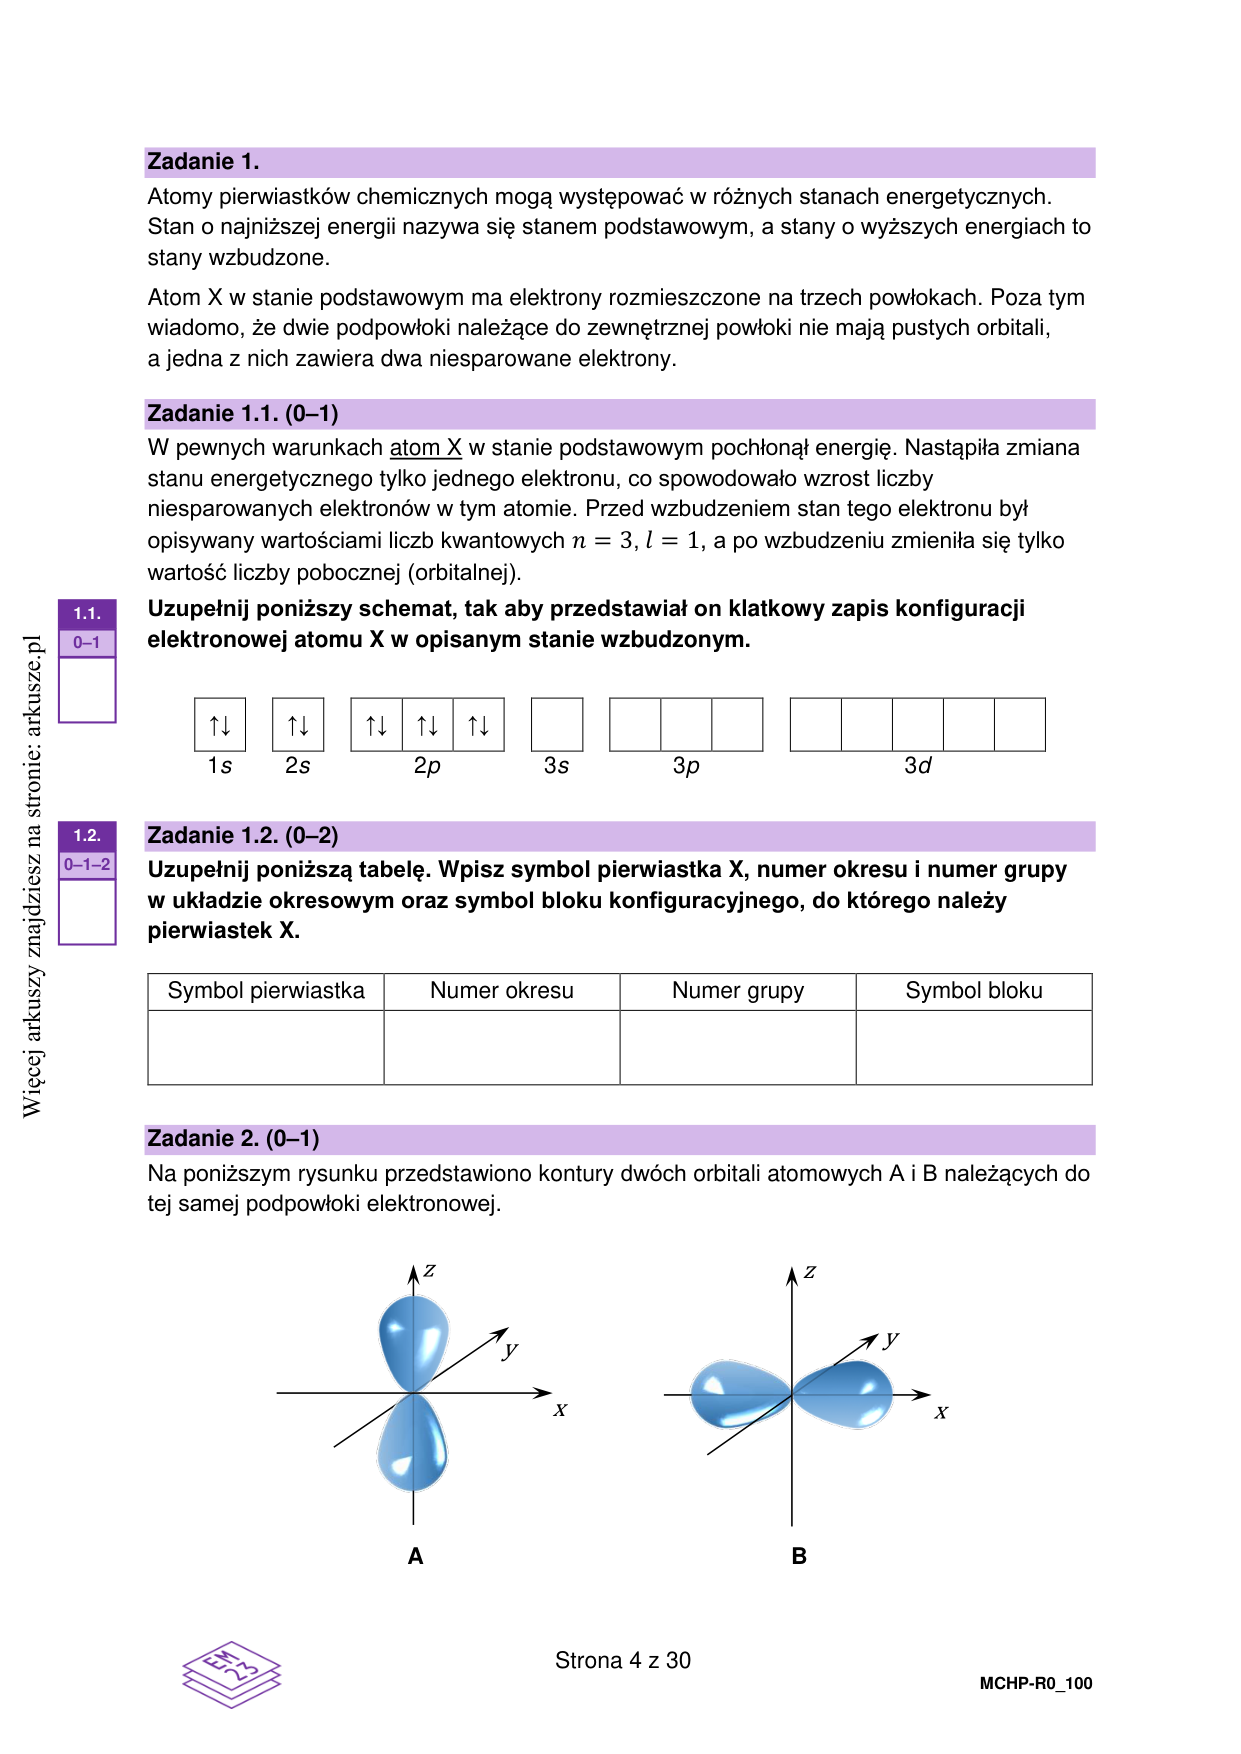 Zadanie 1.
Atomy pierwiastków chemicznych mogą występować w różnych stanach energetycznych.
Stan o najniższej energii nazywa się stanem podstawowym, a stany o wyższych energiach to
stany wzbudzone.
Atom X w stanie podstawowym ma elektrony rozmieszczone na trzech powłokach. Poza tym
wiadomo, że dwie podpowłoki należące do zewnętrznej powłoki nie mają pustych orbitali,
a jedna z nich zawiera dwa niesparowane elektrony.
Zadanie 1.1. (0–1)
W pewnych warunkach atom X w stanie podstawowym pochłonął energię. Nastąpiła zmiana
stanu energetycznego tylko jednego elektronu, co spowodowało wzrost liczby
niesparowanych elektronów w tym atomie. Przed wzbudzeniem stan tego elektronu był
opisywany wartościami liczb kwantowych n = 3, l = 1, a po wzbudzeniu zmieniła się tylko
wartość liczby pobocznej (orbitalnej).
1.1.
0–1
Uzupełnij poniższy schemat, tak aby przedstawiał on klatkowy zapis konfiguracji
elektronowej atomu X w opisanym stanie wzbudzonym.
↑↓ ↑↓ ↑↓ ↑↓ ↑↓
1s 2s 2p 3s 3p 3d
1.2.
0–1–2
Zadanie 1.2. (0–2)
Uzupełnij poniższą tabelę. Wpisz symbol pierwiastka X, numer okresu i numer grupy
w układzie okresowym oraz symbol bloku konfiguracyjnego, do którego należy
pierwiastek X.
Symbol pierwiastka Numer okresu Numer grupy Symbol bloku
Zadanie 2. (0–1)
Na poniższym rysunku przedstawiono kontury dwóch orbitali atomowych A i B należących do
tej samej podpowłoki elektronowej.
z
y
x
A
z
y
x
B
Więcej arkuszy znajdziesz na stronie: arkusze.pl
EM
23
Strona 4 z 30
MCHP-R0_100